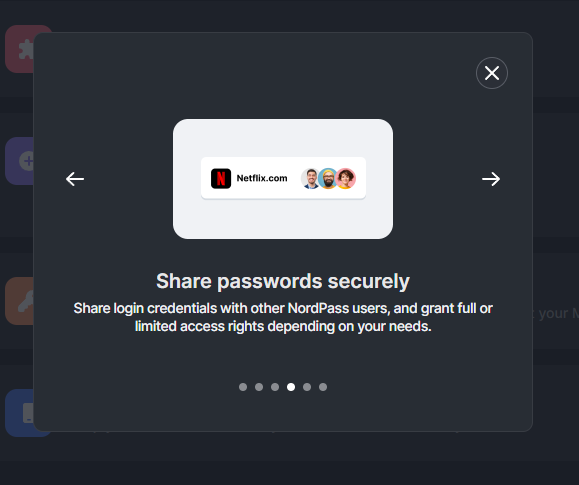 Netflix.com
Share passwords securely
Share login credentials with other NordPass users, and grant full or
limited access rights depending on your needs.
your M